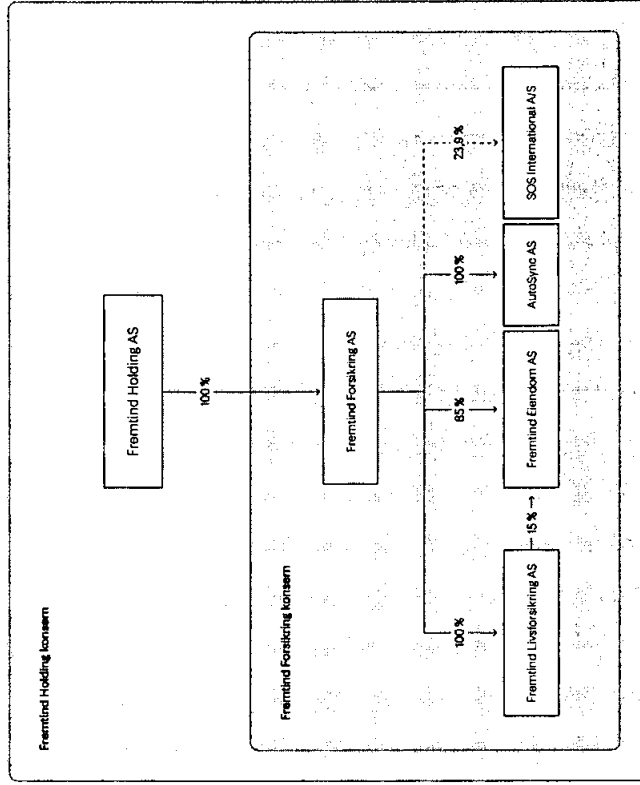 Fremtind Holding konsern
Fremtind Holding AS
100 %
Fremtind Forsikring konsern
Fremtind Forsikring AS
100 %
85 %
100 %
23,9 %
Fremtind Livsforsikring AS
15 % →
Fremtind Eiendom AS
AutoSync AS
SOS International A/S